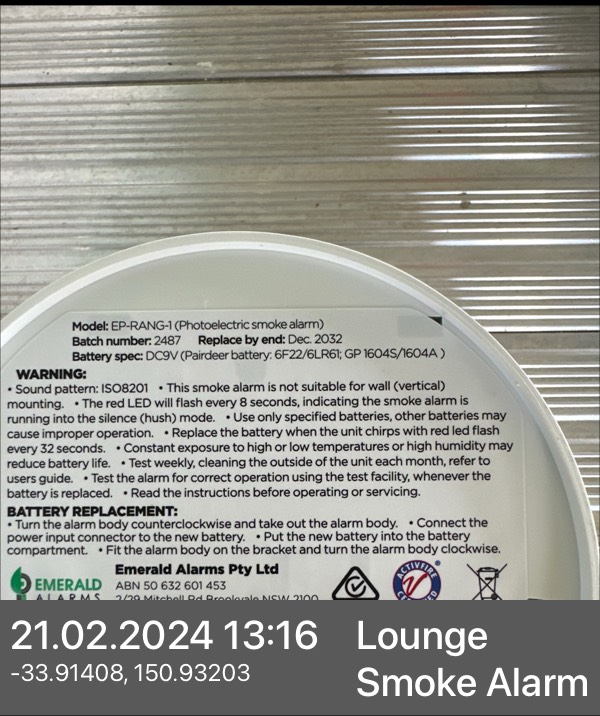 Model: EP-RANG-1 (Photoelectric smoke alarm)
Batch number: 2487 Replace by end: Dec. 2032
Battery spec: DC9V (Pairdeer battery: 6F22/6LR61; GP 1604S/1604A )
WARNING:
• Sound pattern: ISO8201 • This smoke alarm is not suitable for wall (vertical)
mounting. • The red LED will flash every 8 seconds, indicating the smoke alarm is
running into the silence (hush) mode. • Use only specified batteries, other batteries may
cause improper operation. • Replace the battery when the unit chirps with red led flash
every 32 seconds. • Constant exposure to high or low temperatures or high humidity may
reduce battery life. • Test weekly, cleaning the outside of the unit each month, refer to
users guide. • Test the alarm for correct operation using the test facility, whenever the
battery is replaced. • Read the instructions before operating or servicing.
BATTERY REPLACEMENT:
• Turn the alarm body counterclockwise and take out the alarm body. • Connect the
power input connector to the new battery. • Put the new battery into the battery
compartment. • Fit the alarm body on the bracket and turn the alarm body clockwise.
Emerald Alarms Pty Ltd
EMERALD
ALARMS
ABN 50 632 601 453
2/29 Mitchell Rd Brookvale NSW 2100
ACTIVFIRE
21.02.2024 13:16
-33.91408, 150.93203
Lounge
Smoke Alarm